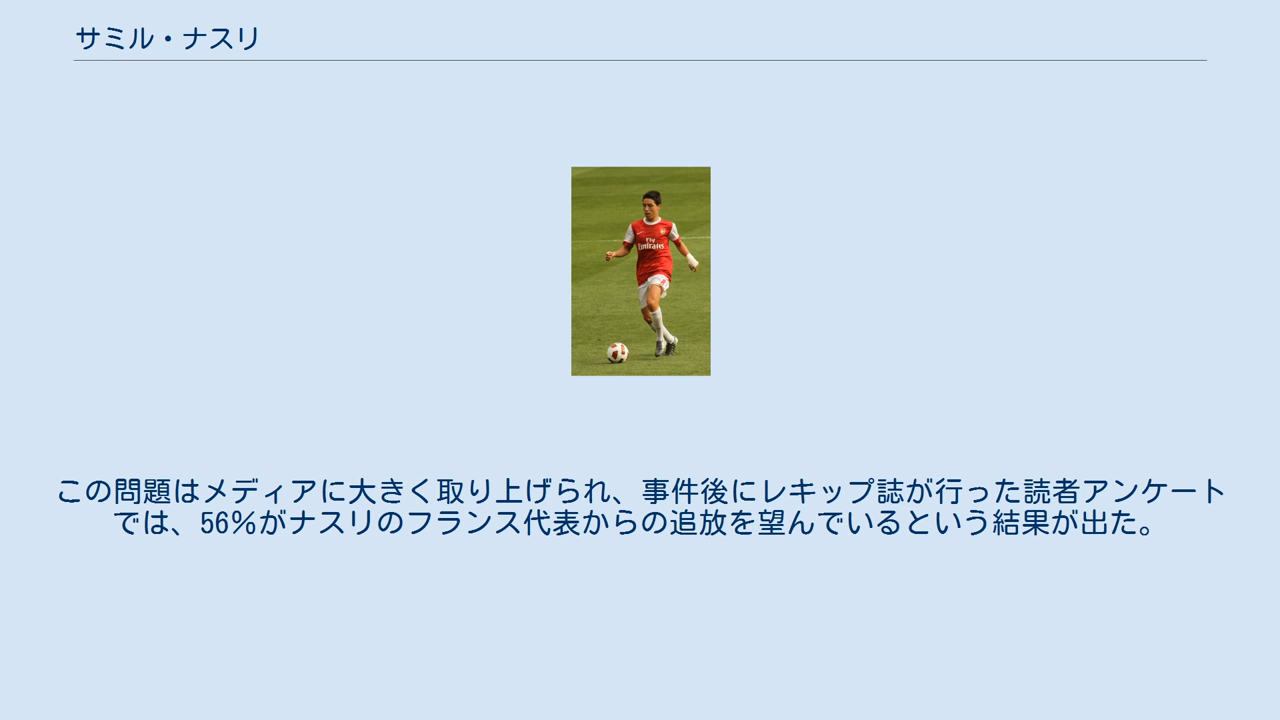 サミル・ナスリ
Fly
Emirates
この問題はメディアに大きく取り上げられ、事件後にレキップ誌が行った読者アンケート
では、56%がナスリのフランス代表からの追放を望んでいるという結果が出た。